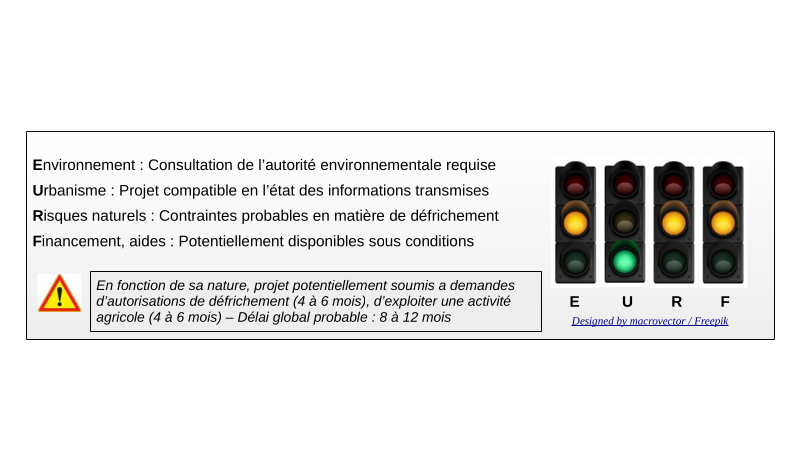 Environnement : Consultation de l’autorité environnementale requise
Urbanisme : Projet compatible en l’état des informations transmises
Risques naturels : Contraintes probables en matière de défrichement
Financement, aides : Potentiellement disponibles sous conditions
En fonction de sa nature, projet potentiellement soumis a demandes
d’autorisations de défrichement (4 à 6 mois), d’exploiter une activité
agricole (4 à 6 mois) – Délai global probable : 8 à 12 mois
E U R F
Designed by macrovector / Freepik